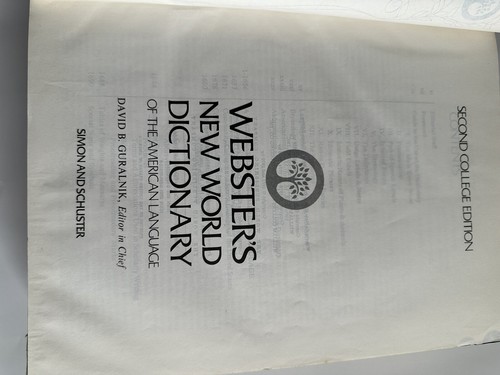 SECOND COLLEGE EDITION
WEBSTER'S
NEW WORLD
DICTIONARY
OF THE AMERICAN LANGUAGE
DAVID B. GURALNIK, Editor in Chief
SIMON AND SCHUSTER